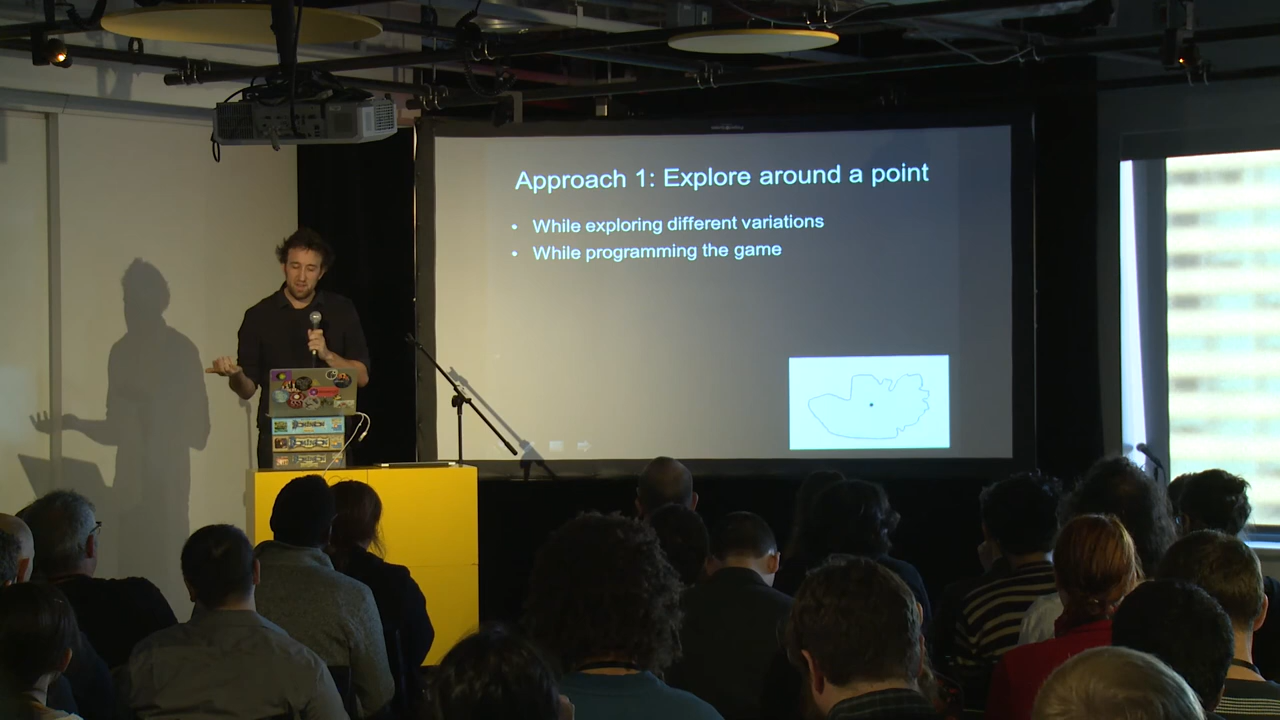 Approach 1: Explore around a point
• While exploring different variations
• While programming the game